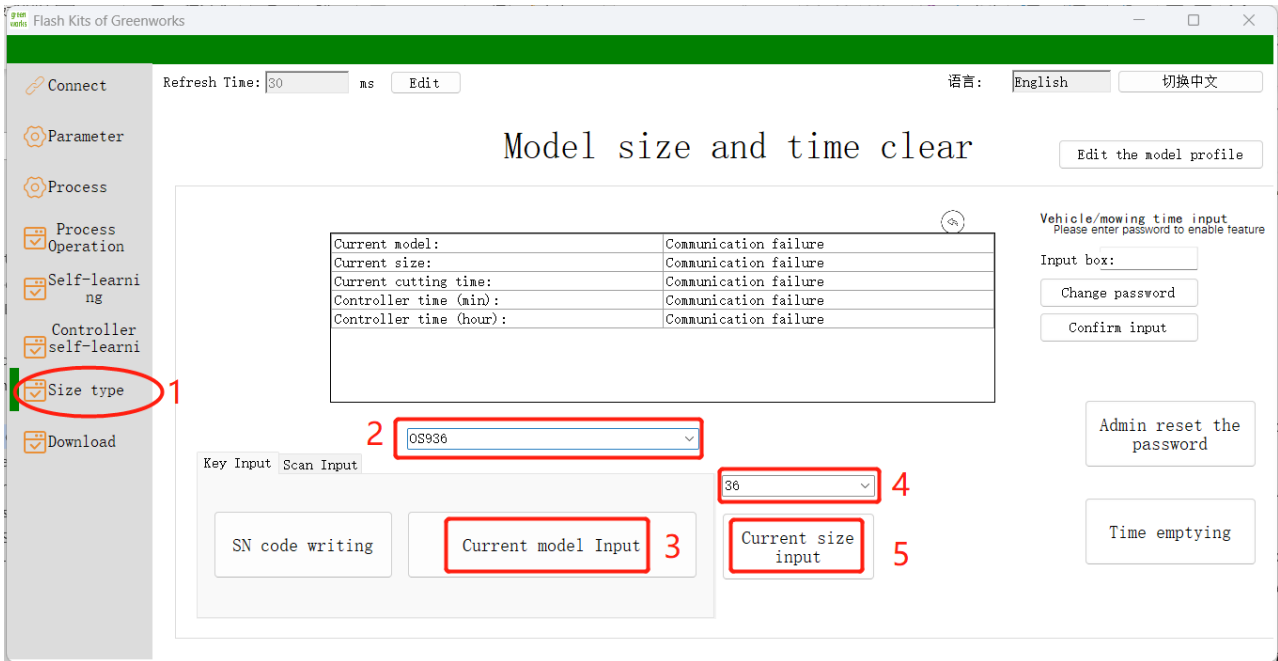 green
works
Flash Kits of Greenworks
Connect
Parameter
Process
Process
Operation
Self-learni
ng
Controller
self-learni
Size type
1
Download
Refresh Time:
30
ms
Edit
语言:
English
切换中文
Model size and time clear
Edit the model profile
Current model:
Communication failure
Current size:
Communication failure
Current cutting time:
Communication failure
Controller time (min):
Communication failure
Controller time (hour):
Communication failure
Vehicle/mowing time input
Please enter password to enable feature
Input box:
Change password
Confirm input
2
OS936
Key Input
Scan Input
36
4
SN code writing
Current model Input
3
Current size
input
5
Admin reset the
password
Time emptying